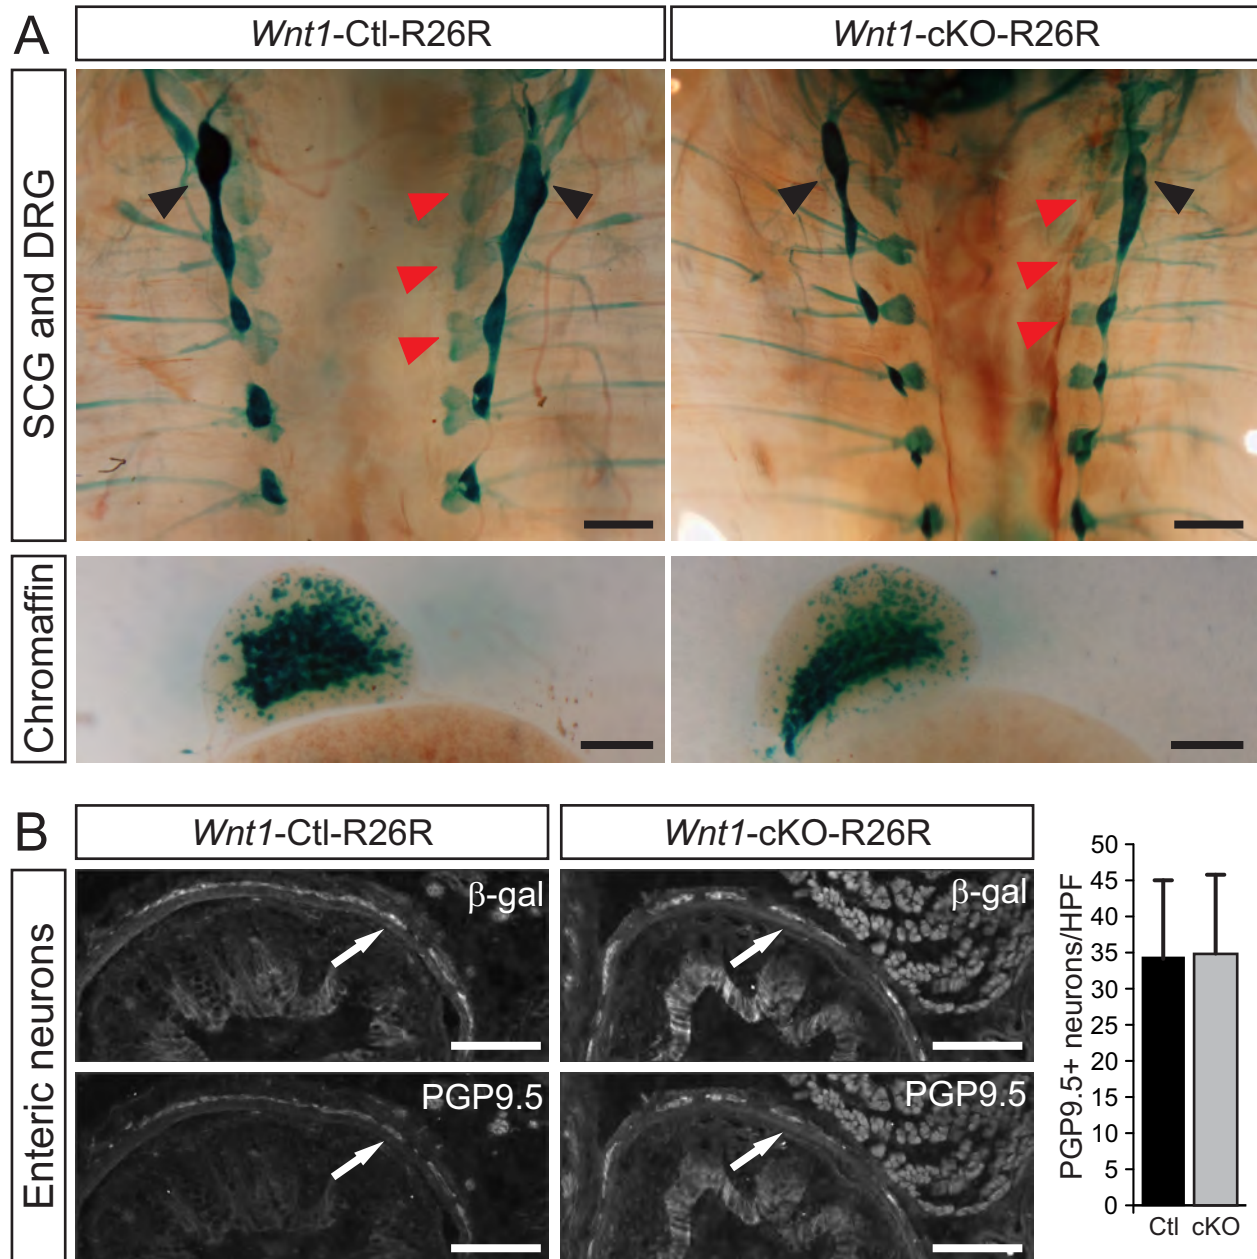 A
Wnt1-Ctl-R26R
Wnt1-cKO-R26R
SCG and DRG
Chromaffin
B
Wnt1-Ctl-R26R
Wnt1-cKO-R26R
Enteric neurons
β-gal
β-gal
PGP9.5
PGP9.5
PGP9.5+ neurons/HPF
50
45
40
35
30
25
20
15
10
5
0
Ctl cKO